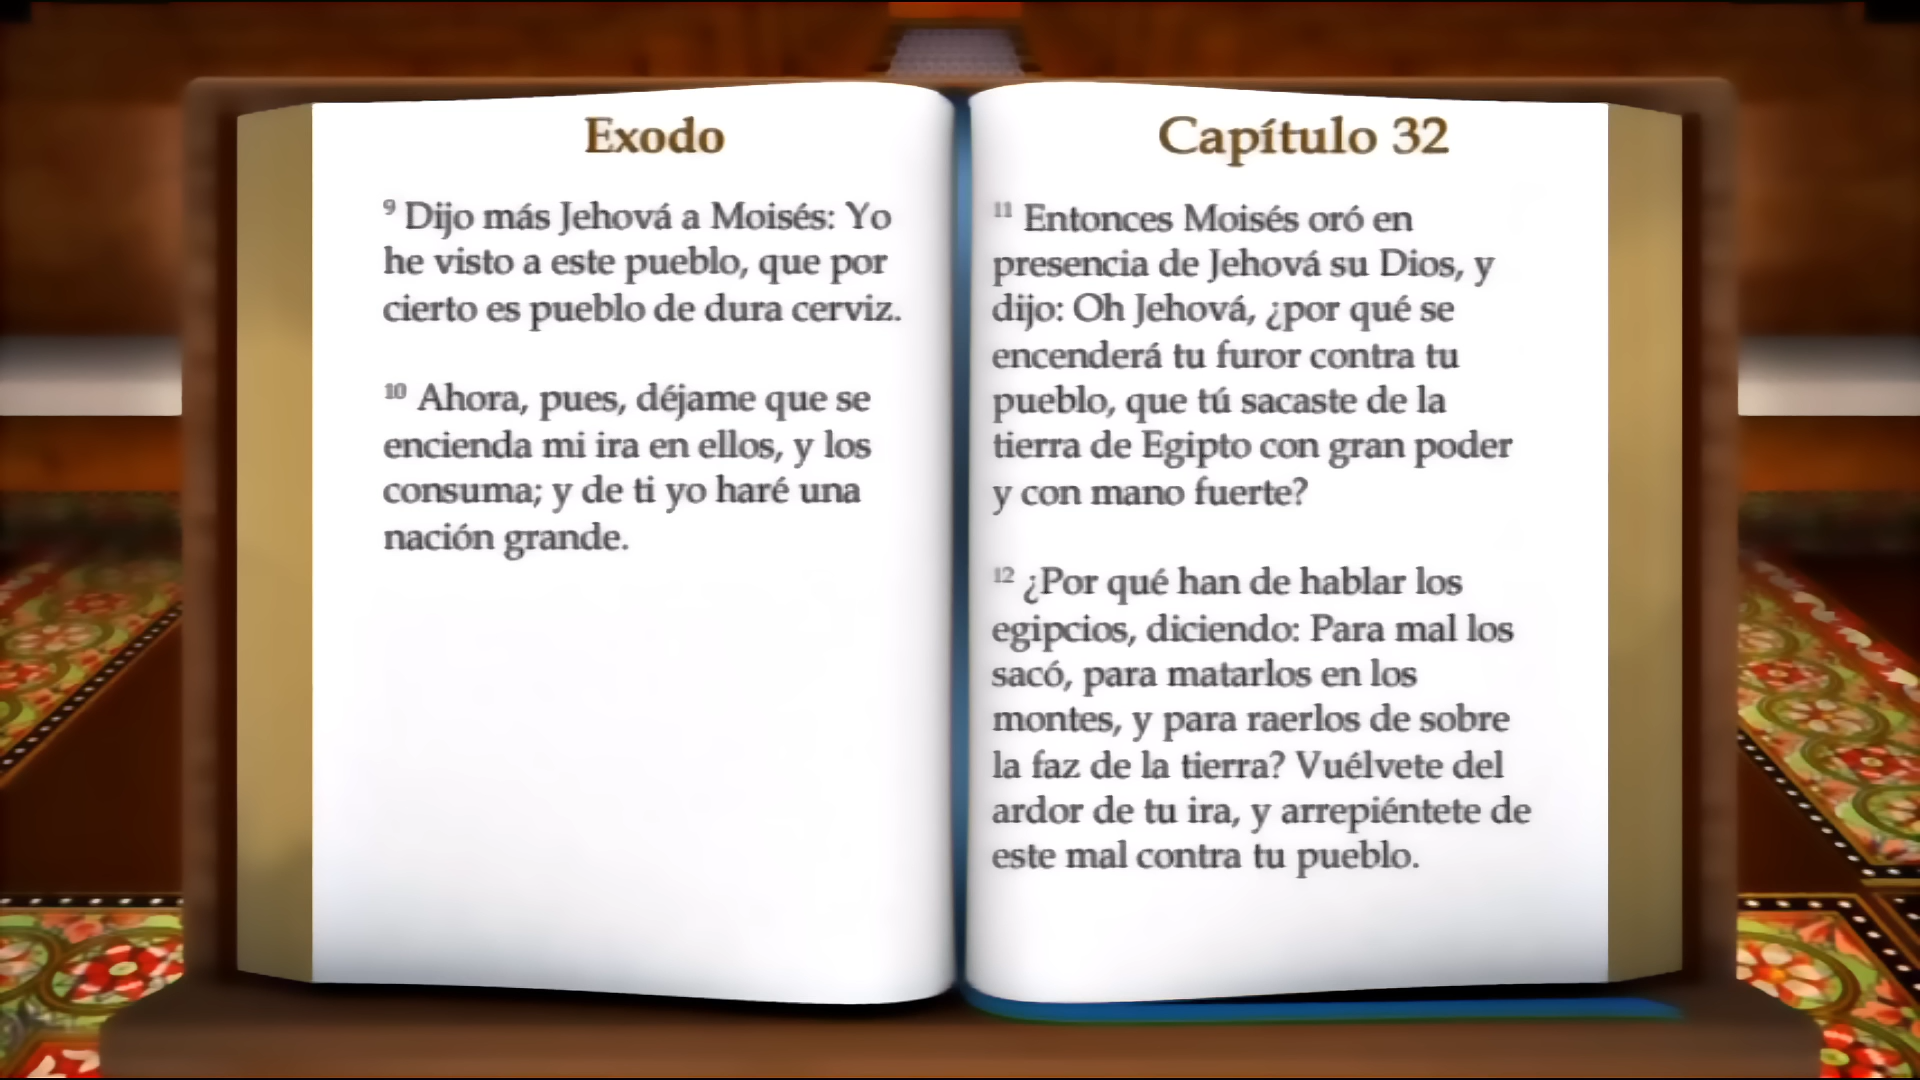 Exodo
9 Dijo más Jehová a Moisés: Yo
he visto a este pueblo, que por
cierto es pueblo de dura cerviz.
10 Ahora, pues, déjame que se
encienda mi ira en ellos, y los
consuma; y de ti yo haré una
nación grande.
Capítulo 32
11 Entonces Moisés oró en
presencia de Jehová su Dios, y
dijo: Oh Jehová, ¿por qué se
encenderá tu furor contra tu
pueblo, que tú sacaste de la
tierra de Egipto con gran poder
y con mano fuerte?
12 ¿Por qué han de hablar los
egipcios, diciendo: Para mal los
sacó, para matarlos en los
montes, y para raerlos de sobre
la faz de la tierra? Vuélvete del
ardor de tu ira, y arrepiéntete de
este mal contra tu pueblo.